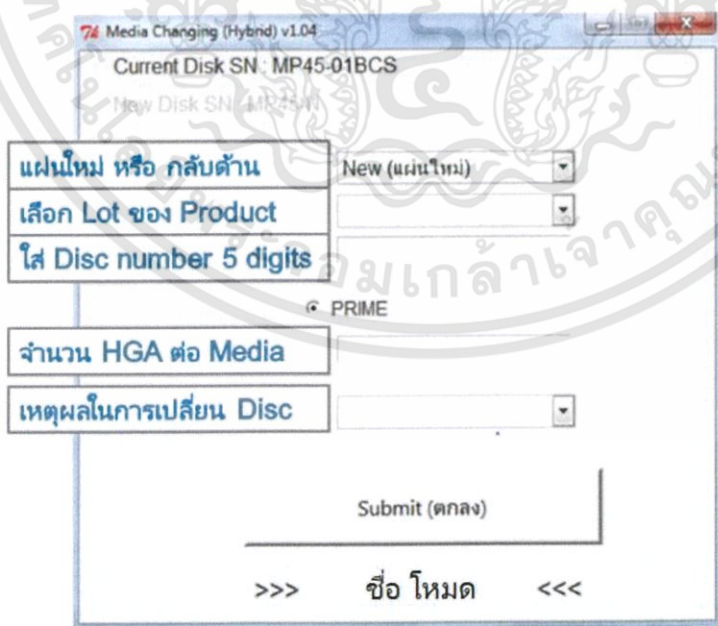 Media Changing (Hybrid) v1.04
Current Disk SN : MP45-01BCS
New Disk SN : MP45-N
แผ่นใหม่ หรือ กลับด้าน New (แผ่นใหม่)
เลือก Lot ของ Product
ใส่ Disc number 5 digits
PRIME
จำนวน HGA ต่อ Media
เหตุผลในการเปลี่ยน Disc
Submit (ตกลง)
>>> ชื่อ โหมด <<<